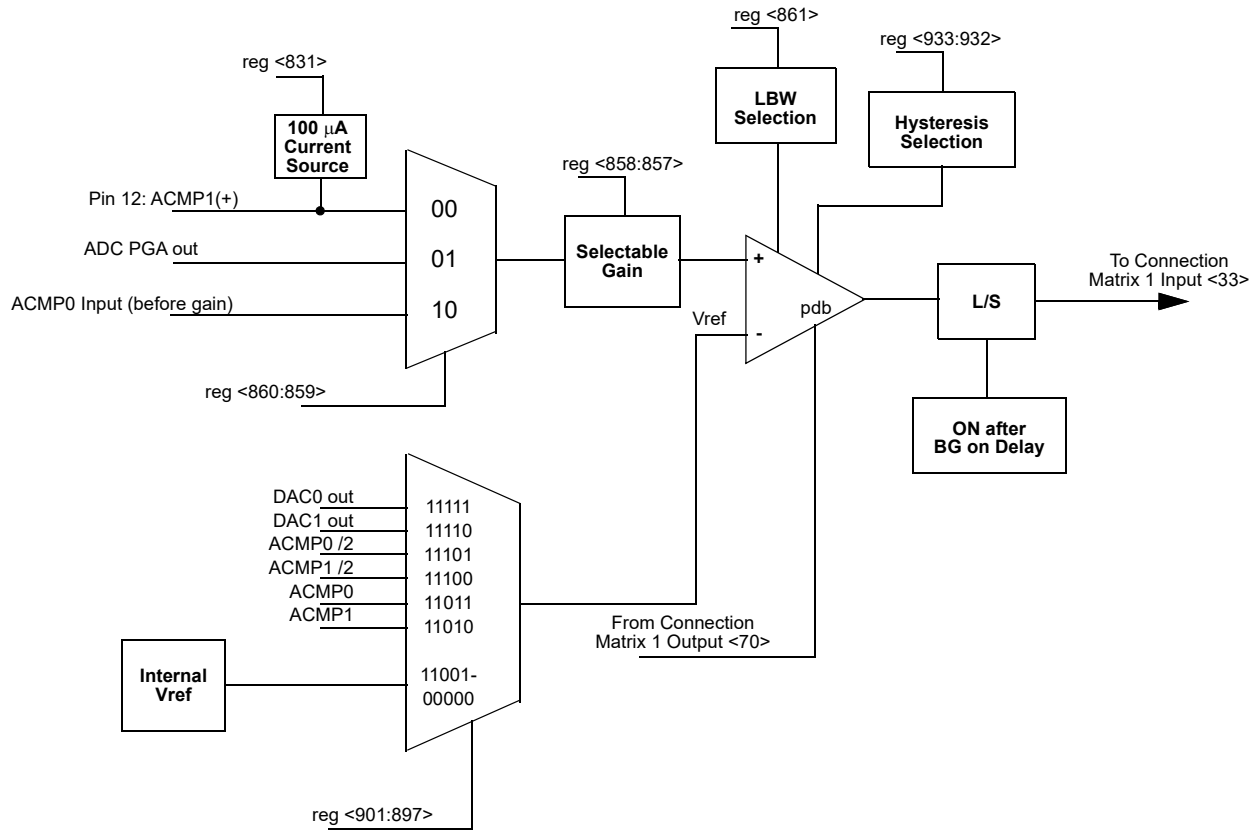 reg <861>
reg <933:932>
reg <831>
LBW
Selection
Hysteresis
Selection
100 μA
Current
Source
reg <858:857>
Pin 12: ACMP1(+)
00
ADC PGA out
01
Selectable
Gain
+
To Connection
Matrix 1 Input <33>
ACMP0 Input (before gain)
10
L/S
pdb
Vref
-
reg <860:859>
ON after
BG on Delay
DAC0 out
11111
DAC1 out
11110
ACMP0 /2
11101
ACMP1 /2
11100
ACMP0
11011
ACMP1
11010
From Connection
Matrix 1 Output <70>
Internal
Vref
11001-
00000
reg <901:897>